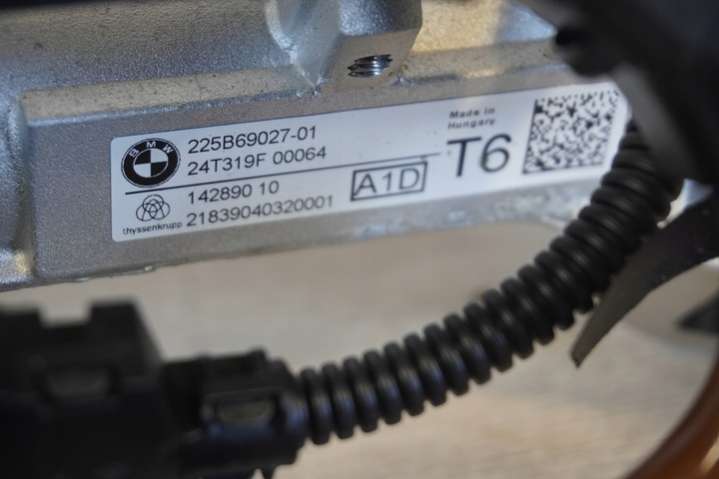 BMW
225B69027-01
24T319F 00064
thyssenkrupp
142890 10
21839040320001
A1D
Made in
Hungary
T6